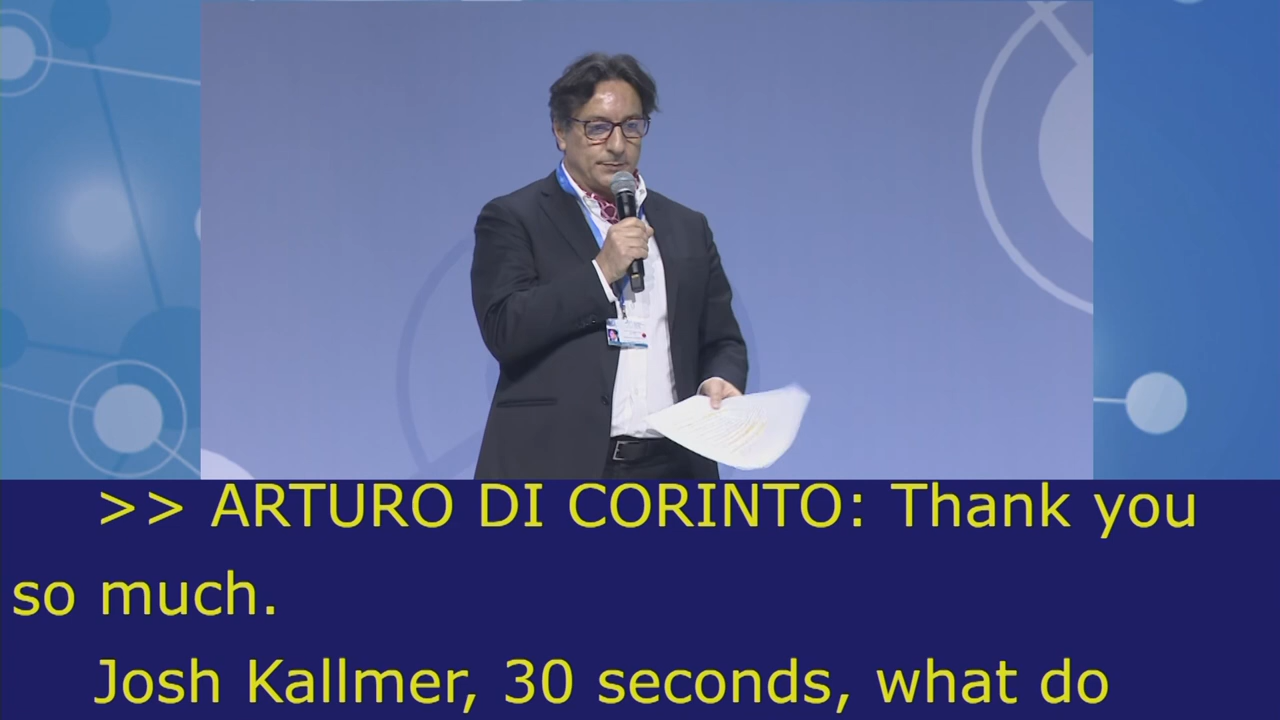 >> ARTURO DI CORINTO: Thank you
so much.
Josh Kallmer, 30 seconds, what do